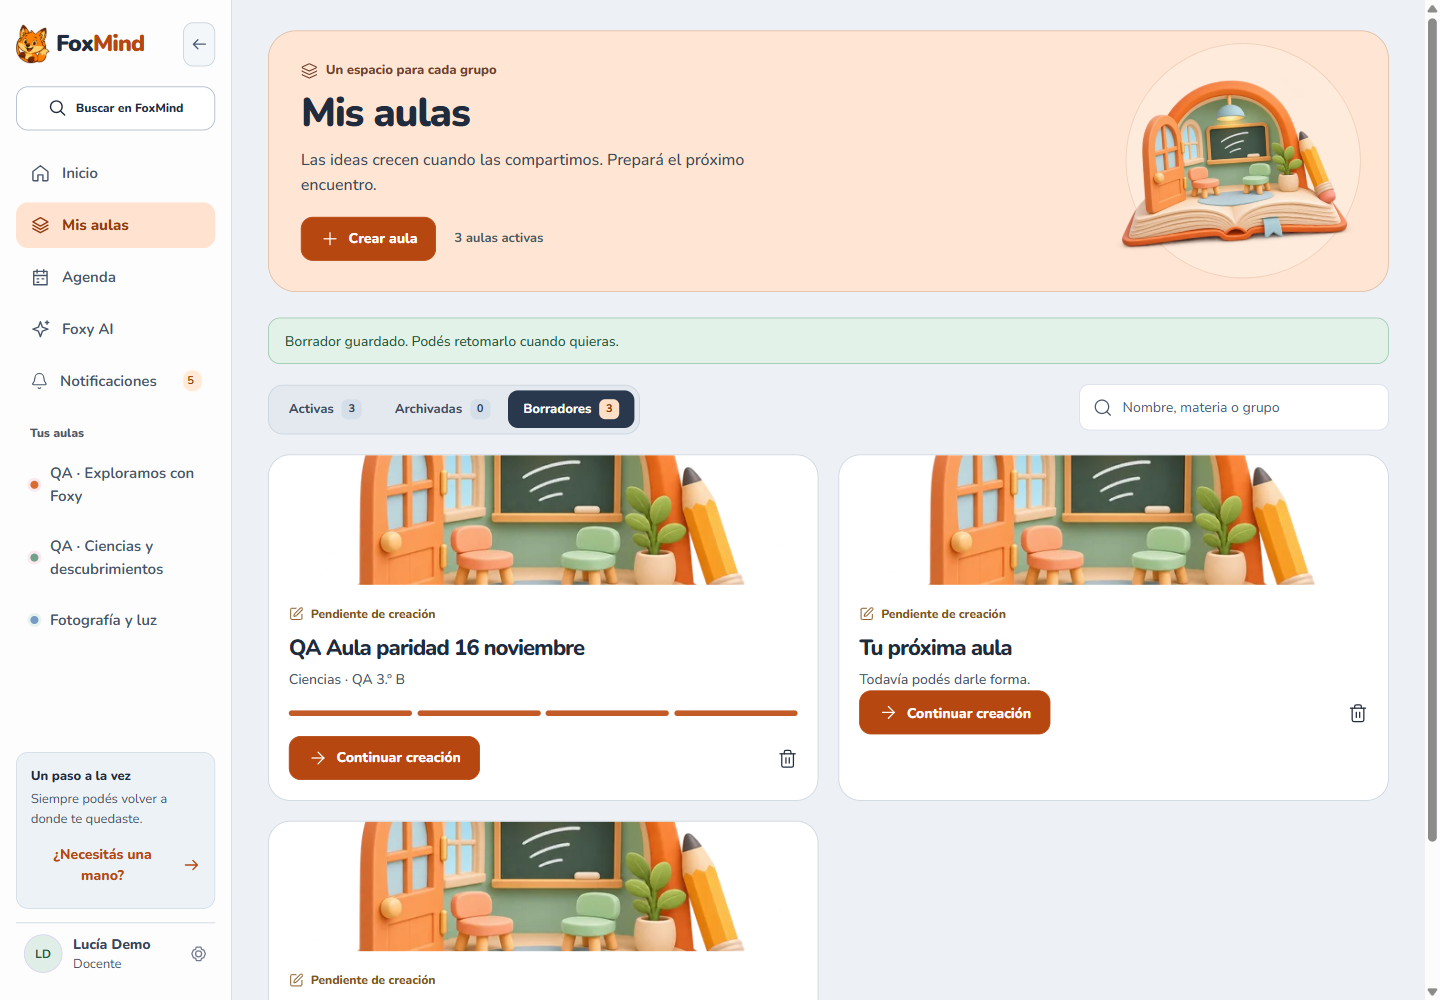 FoxMind
Buscar en FoxMind
Inicio
Mis aulas
Agenda
Foxy AI
Notificaciones 5
Tus aulas
QA · Exploramos con
Foxy
QA · Ciencias y
descubrimientos
Fotografía y luz
Un paso a la vez
Siempre podés volver a
donde te quedaste.
¿Necesitás una
mano?
LD
Lucía Demo
Docente
Un espacio para cada grupo
Mis aulas
Las ideas crecen cuando las compartimos. Prepará el próximo
encuentro.
Crear aula
3 aulas activas
Borrador guardado. Podés retomarlo cuando quieras.
Activas 3 Archivadas 0 Borradores 3
Nombre, materia o grupo
Pendiente de creación
QA Aula paridad 16 noviembre
Ciencias · QA 3.º B
Continuar creación
Pendiente de creación
Tu próxima aula
Todavía podés darle forma.
Continuar creación
Pendiente de creación